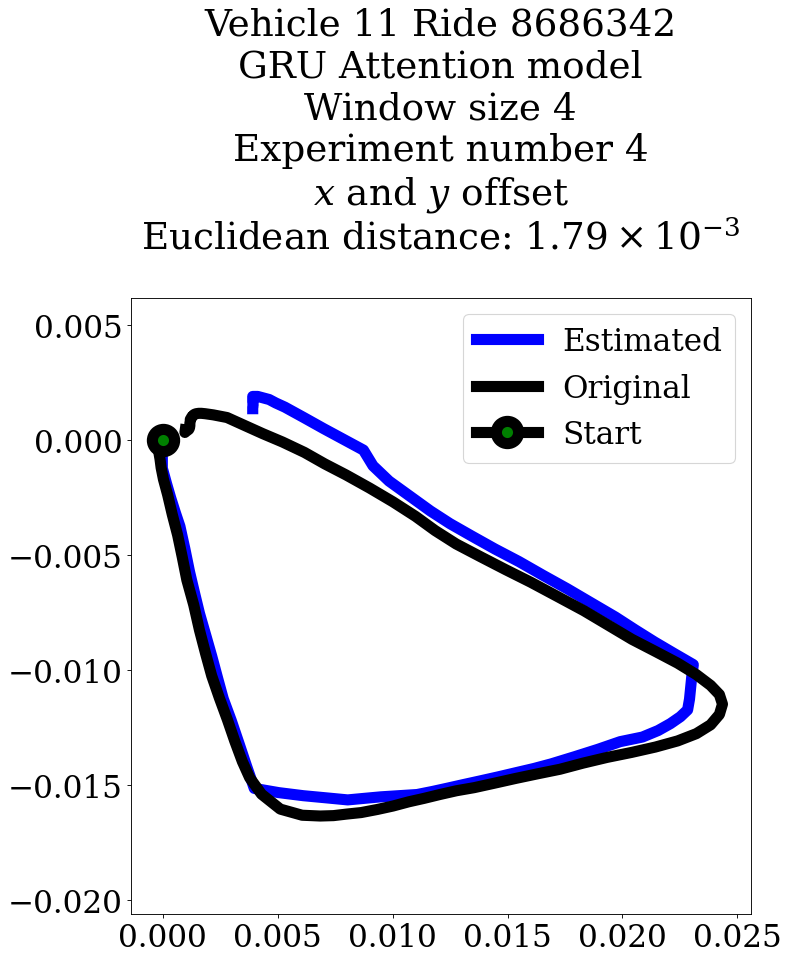 Vehicle 11 Ride 8686342
GRU Attention model
Window size 4
Experiment number 4
x and y offset
Euclidean distance: 1.79 × 10⁻³
Estimated
Original
Start
0.005
0.000
−0.005
−0.010
−0.015
−0.020
0.000 0.005 0.010 0.015 0.020 0.025